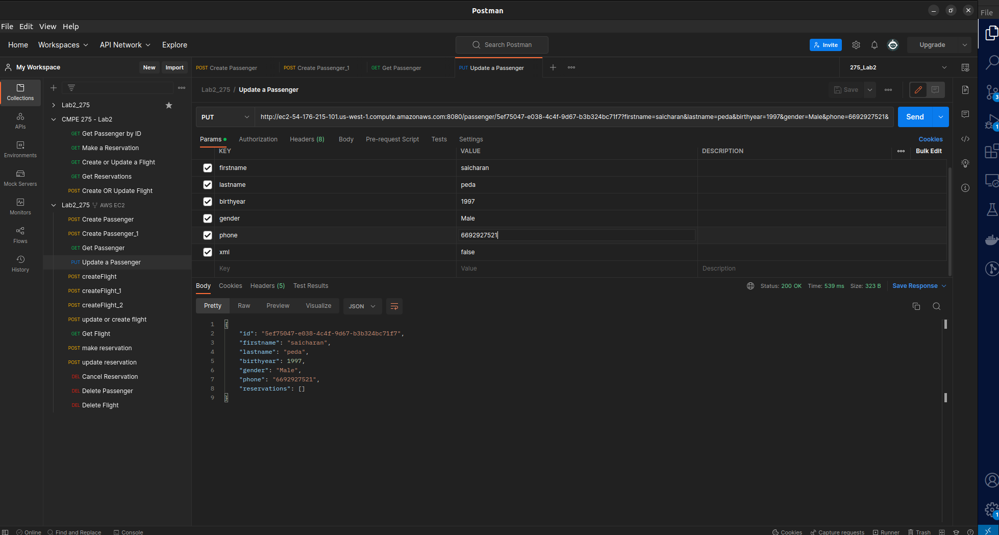 Postman
File
File Edit View Help
Home Workspaces API Network Explore
Search Postman
Invite
Upgrade
My Workspace
New Import
POST Create Passenger
POST Create Passenger_1
GET Get Passenger
PUT Update a Passenger
275_Lab2
Collections
APIs
Environments
Mock Servers
Monitors
Flows
History
Lab2_275
CMPE 275 - Lab2
GET Get Passenger by ID
GET Make a Reservation
GET Create or Update a Flight
GET Get Reservations
POST Create OR Update Flight
Lab2_275 AWS EC2
POST Create Passenger
POST Create Passenger_1
GET Get Passenger
PUT Update a Passenger
POST createFlight
POST createFlight_1
POST createFlight_2
POST update or create flight
GET Get Flight
POST make reservation
POST update reservation
DEL Cancel Reservation
DEL Delete Passenger
DEL Delete Flight
Lab2_275 / Update a Passenger
Save
PUT
http://ec2-54-176-215-101.us-west-1.compute.amazonaws.com:8080/passenger/5ef75047-e038-4c4f-9d67-b3b324bc71f7?firstname=saicharan&lastname=peda&birthyear=1997&gender=Male&phone=6692927521&
Send
Params Authorization Headers (8) Body Pre-request Script Tests Settings
Cookies
KEY VALUE DESCRIPTION
Bulk Edit
firstname saicharan
lastname peda
birthyear 1997
gender Male
phone 6692927521
xml false
Key Value Description
Body Cookies Headers (5) Test Results
Status: 200 OK Time: 539 ms Size: 323 B
Save Response
Pretty Raw Preview Visualize JSON
1 {
2 "id": "5ef75047-e038-4c4f-9d67-b3b324bc71f7",
3 "firstname": "saicharan",
4 "lastname": "peda",
5 "birthyear": 1997,
6 "gender": "Male",
7 "phone": "6692927521",
8 "reservations": []
9 }
3
1
1
Online Find and Replace Console
Cookies Capture requests Runner Trash